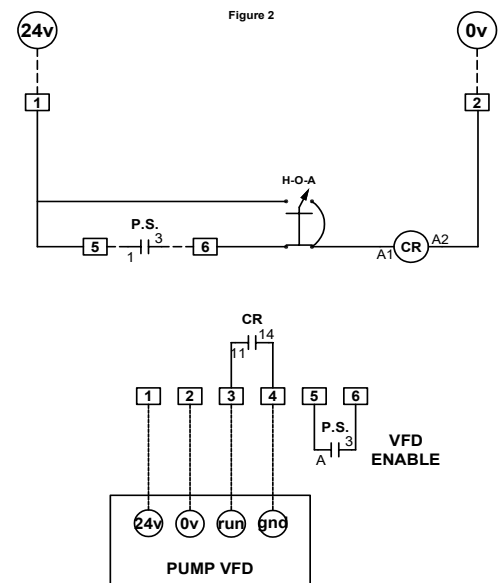 Figure 2
24v
0v
1
2
H-O-A
P.S.
5
1
3
6
A1
CR
A2
CR
11
14
1
2
3
4
5
6
P.S.
A
3
VFD
ENABLE
24v
0v
run
gnd
PUMP VFD